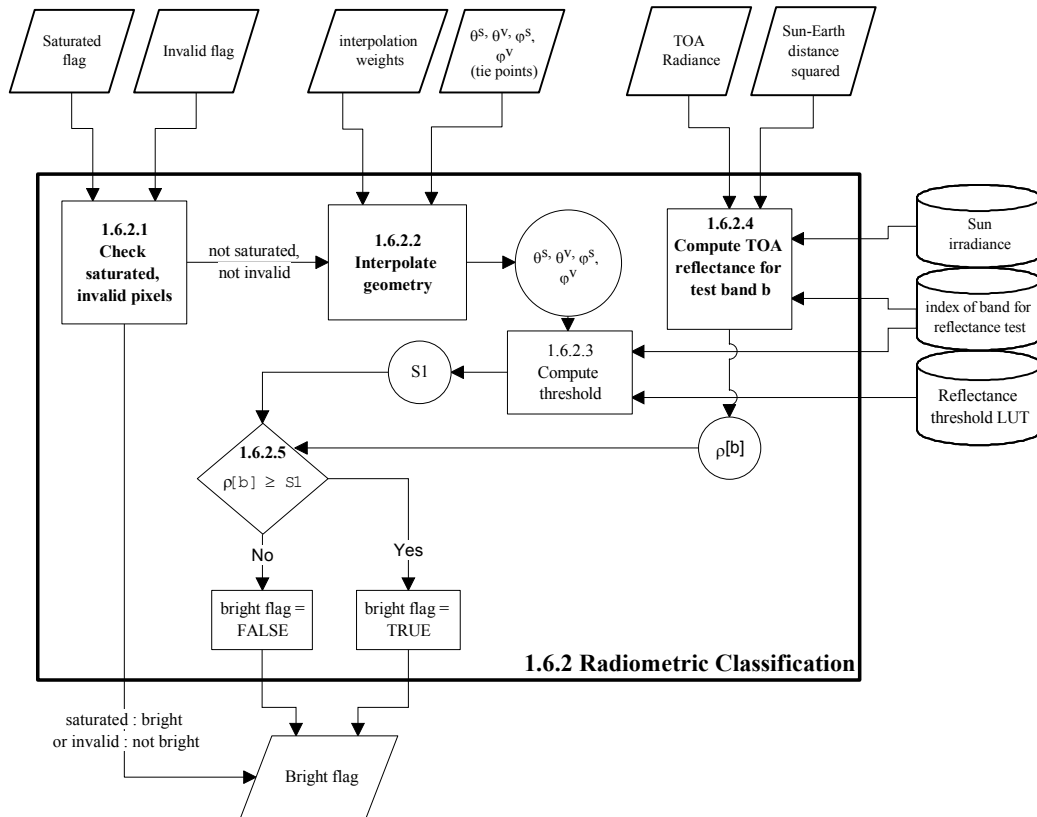 Saturated
flag
Invalid flag
interpolation
weights
θˢ, θᵛ, φˢ,
φᵛ
(tie points)
TOA
Radiance
Sun-Earth
distance
squared
1.6.2.1
Check
saturated,
invalid pixels
not saturated,
not invalid
1.6.2.2
Interpolate
geometry
θˢ, θᵛ, φˢ,
φᵛ
1.6.2.4
Compute TOA
reflectance for
test band b
Sun
irradiance
index of band for
reflectance test
Reflectance
threshold LUT
1.6.2.3
Compute
threshold
S1
ρ[b]
1.6.2.5
ρ[b] ≥ S1
No
Yes
bright flag =
FALSE
bright flag =
TRUE
1.6.2 Radiometric Classification
saturated : bright
or invalid : not bright
Bright flag